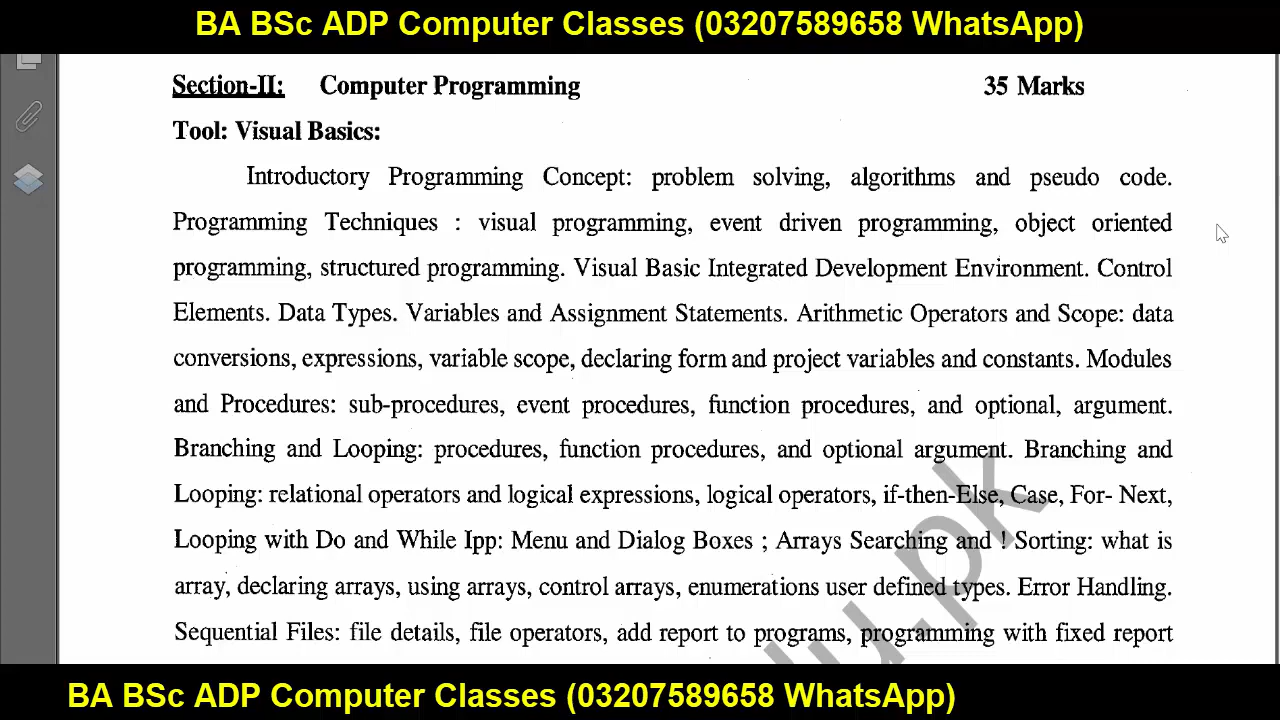 BA BSc ADP Computer Classes (03207589658 WhatsApp)
Section-II: Computer Programming 35 Marks
Tool: Visual Basics:
Introductory Programming Concept: problem solving, algorithms and pseudo code.
Programming Techniques : visual programming, event driven programming, object oriented
programming, structured programming. Visual Basic Integrated Development Environment. Control
Elements. Data Types. Variables and Assignment Statements. Arithmetic Operators and Scope: data
conversions, expressions, variable scope, declaring form and project variables and constants. Modules
and Procedures: sub-procedures, event procedures, function procedures, and optional, argument.
Branching and Looping: procedures, function procedures, and optional argument. Branching and
Looping: relational operators and logical expressions, logical operators, if-then-Else, Case, For- Next,
Looping with Do and While Ipp: Menu and Dialog Boxes ; Arrays Searching and ! Sorting: what is
array, declaring arrays, using arrays, control arrays, enumerations user defined types. Error Handling.
Sequential Files: file details, file operators, add report to programs, programming with fixed report
du.pk
BA BSc ADP Computer Classes (03207589658 WhatsApp)